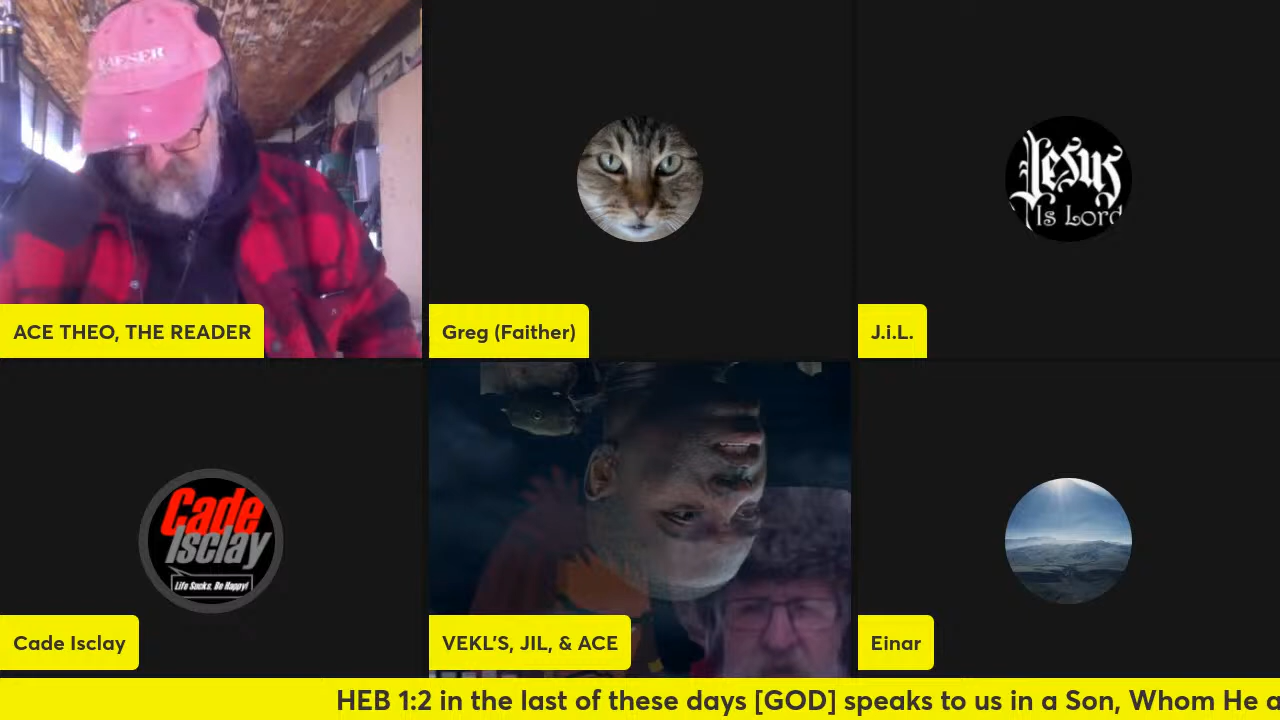 KAESER
Jesus
Is Lord
ACE THEO, THE READER
Greg (Faither)
J.i.L.
Cade
Isclay
Life Sucks. Be Happy!
Cade Isclay
VEKL'S, JIL, & ACE
Einar
HEB 1:2 in the last of these days [GOD] speaks to us in a Son, Whom He a